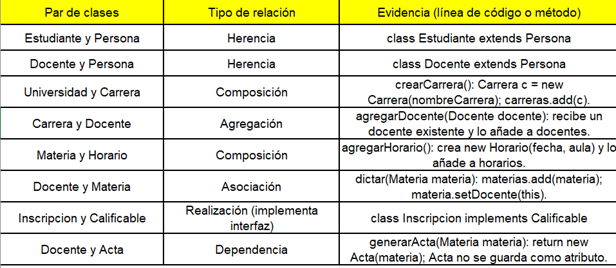 Par de clases Tipo de relación Evidencia (línea de código o método)
Estudiante y Persona Herencia class Estudiante extends Persona
Docente y Persona Herencia class Docente extends Persona
Universidad y Carrera Composición crearCarrera(): Carrera c = new
Carrera(nombreCarrera); carreras.add(c).
Carrera y Docente Agregación agregarDocente(Docente docente): recibe un
docente existente y lo añade a docentes.
Materia y Horario Composición agregarHorario(): crea new Horario(fecha, aula) y lo
añade a horarios.
Docente y Materia Asociación dictar(Materia materia): materias.add(materia);
materia.setDocente(this).
Inscripcion y Calificable Realización (implementa
interfaz) class Inscripcion implements Calificable
Docente y Acta Dependencia generarActa(Materia materia): return new
Acta(materia); Acta no se guarda como atributo.